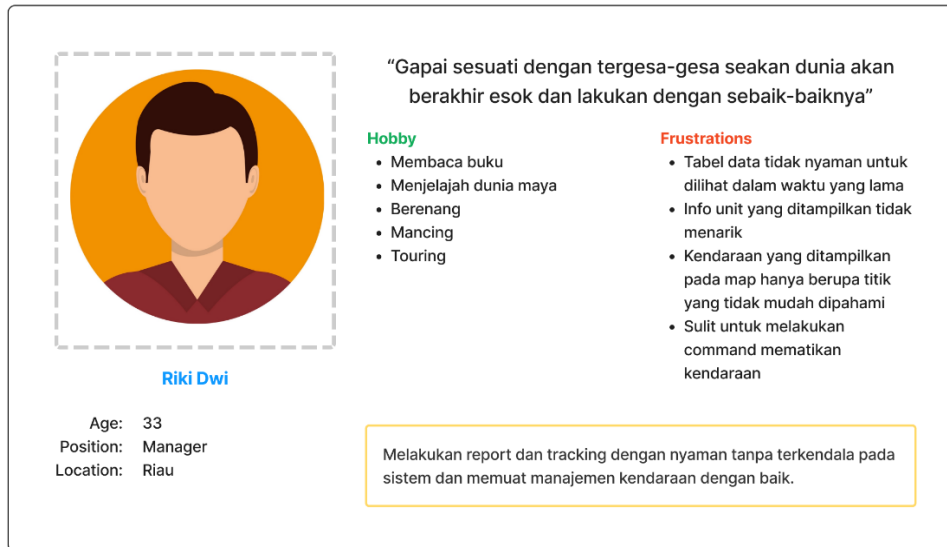 “Gapai sesuati dengan tergesa-gesa seakan dunia akan
berakhir esok dan lakukan dengan sebaik-baiknya”
Hobby
• Membaca buku
• Menjelajah dunia maya
• Berenang
• Mancing
• Touring
Frustrations
• Tabel data tidak nyaman untuk
dilihat dalam waktu yang lama
• Info unit yang ditampilkan tidak
menarik
• Kendaraan yang ditampilkan
pada map hanya berupa titik
yang tidak mudah dipahami
• Sulit untuk melakukan
command mematikan
kendaraan
Riki Dwi
Age: 33
Position: Manager
Location: Riau
Melakukan report dan tracking dengan nyaman tanpa terkendala pada
sistem dan memuat manajemen kendaraan dengan baik.